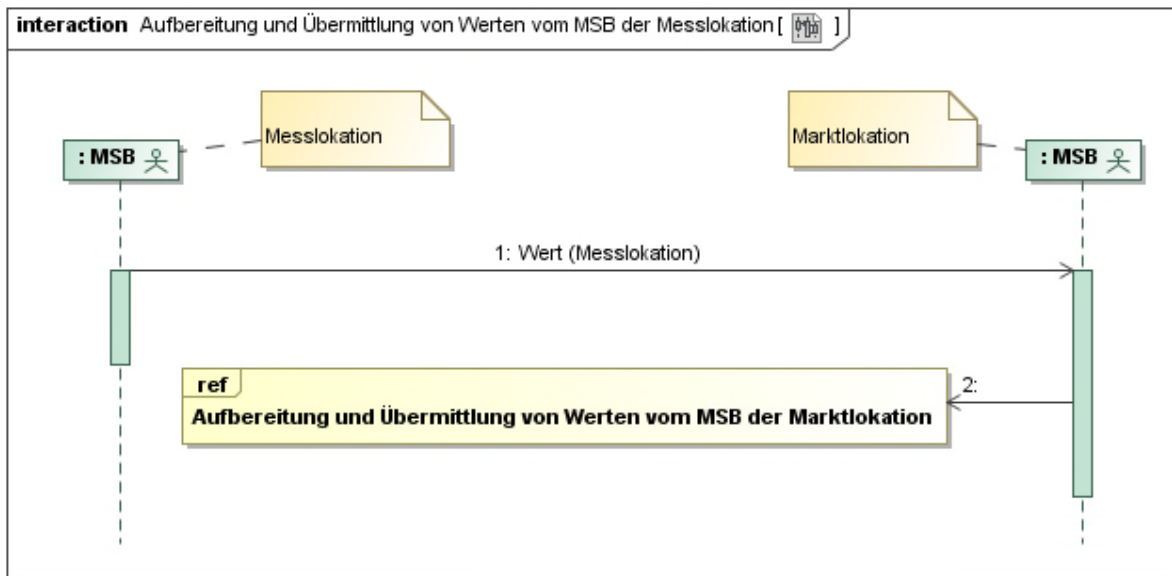 interaction Aufbereitung und Übermittlung von Werten vom MSB der Messlokation [ ]
Messlokation
Marktlokation
: MSB
: MSB
1: Wert (Messlokation)
ref
2:
Aufbereitung und Übermittlung von Werten vom MSB der Marktlokation